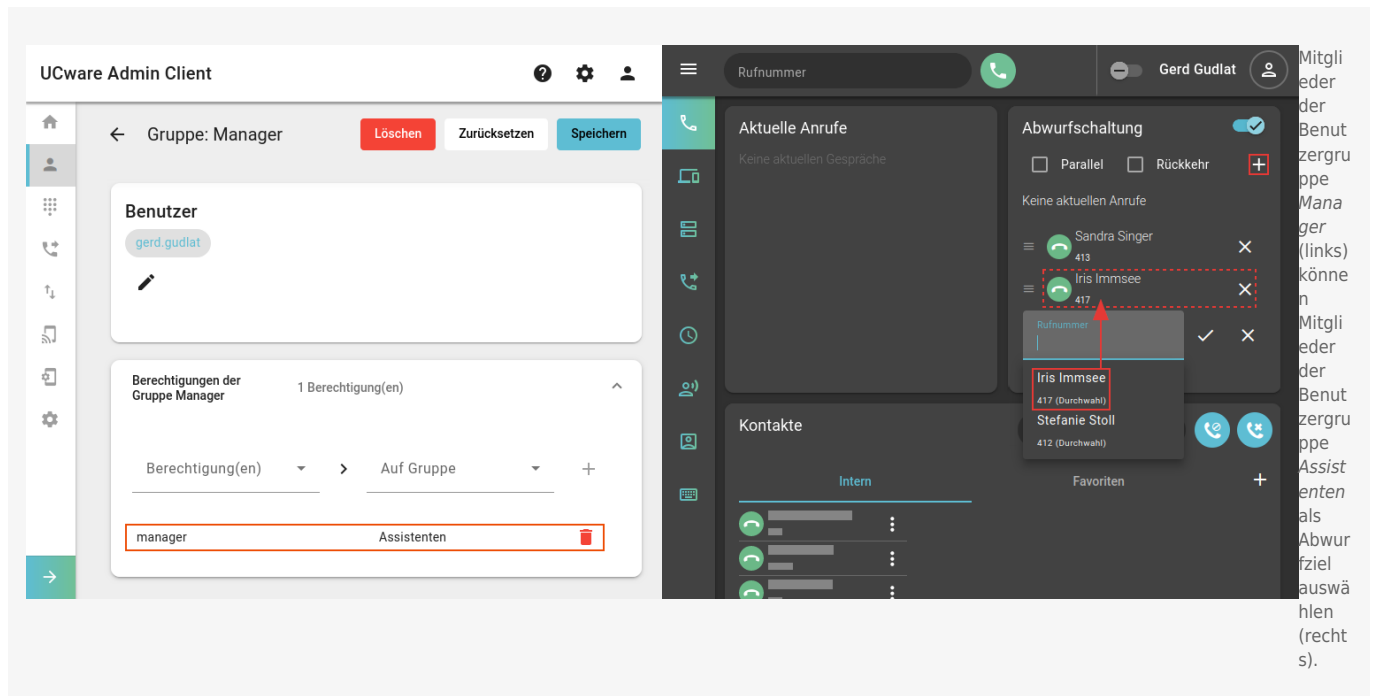 UCware Admin Client
Gruppe: Manager
Löschen
Zurücksetzen
Speichern
Benutzer
gerd.gudlat
Berechtigungen der
Gruppe Manager
1 Berechtigung(en)
Berechtigung(en)
Auf Gruppe
manager
Assistenten
Rufnummer
Gerd Gudlat
Aktuelle Anrufe
Keine aktuellen Gespräche
Abwurfschaltung
Parallel
Rückkehr
Keine aktuellen Anrufe
Sandra Singer
413
Iris Immsee
417
Rufnummer
Iris Immsee
417 (Durchwahl)
Stefanie Stoll
412 (Durchwahl)
Kontakte
Intern
Favoriten
Mitgli
eder
der
Benut
zergru
ppe
Mana
ger
(links)
könne
n
Mitgli
eder
der
Benut
zergru
ppe
Assist
enten
als
Abwur
fziel
auswä
hlen
(recht
s).